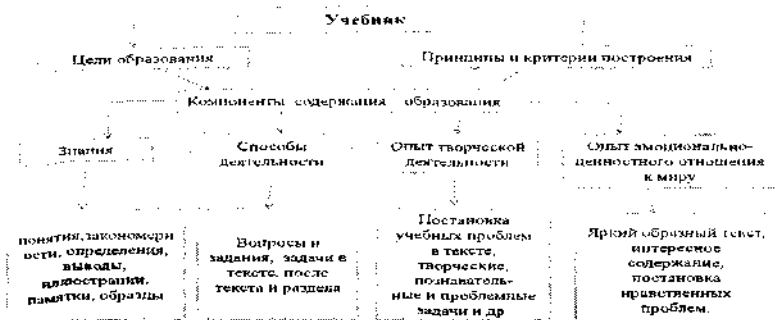 Учебник
Цели образования
Принципы и критерии построения
Компоненты содержания образования
Знания
Способы
деятельности
Опыт творческой
деятельности
Опыт эмоционально-
ценностного отношения
к миру
понятия, закономерн
ости, определения,
выводы,
иллюстрации,
памятки, образцы
Вопросы и
задания, задачи в
тексте, после
текста и раздела
Постановка
учебных проблем
в тексте,
творческие,
познаватель-
ные и проблемные
задачи и др
Яркий образный текст,
интересное
содержание,
постановка
нравственных
проблем.